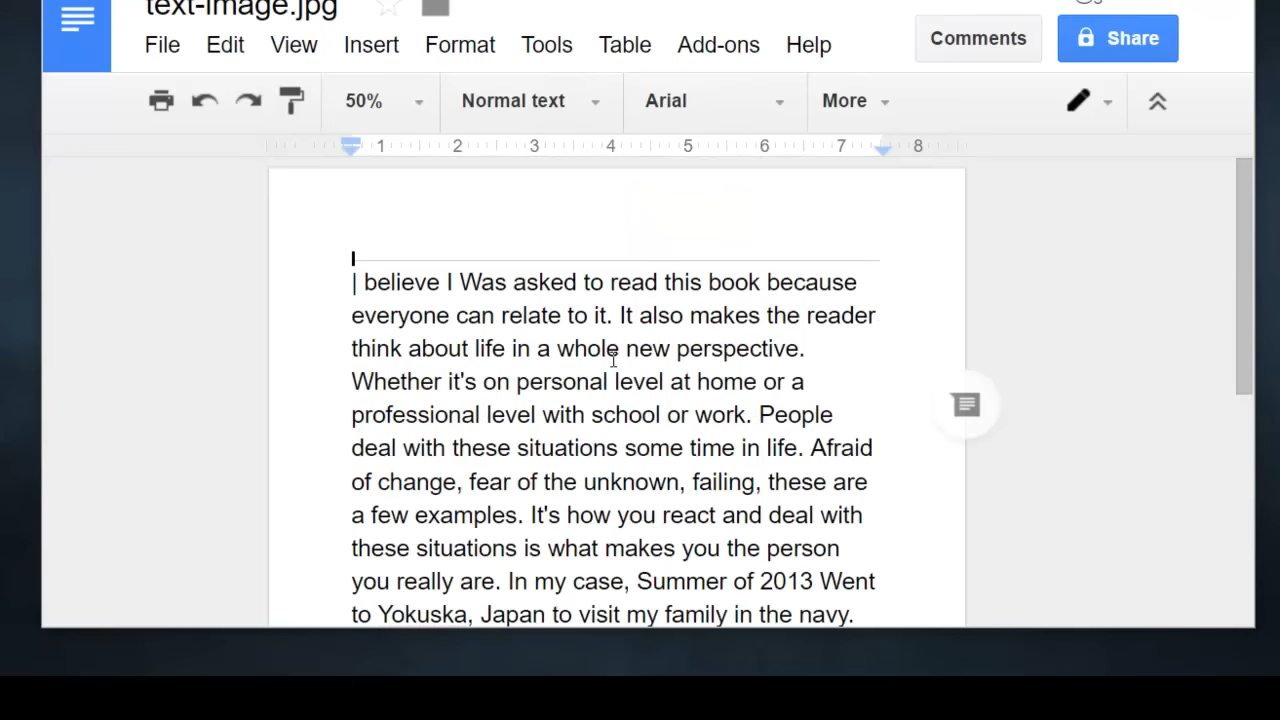 text-image.jpg
File Edit View Insert Format Tools Table Add-ons Help
Comments Share
50% Normal text Arial More
1 2 3 4 5 6 7 8
| believe I Was asked to read this book because
everyone can relate to it. It also makes the reader
think about life in a whole new perspective.
Whether it's on personal level at home or a
professional level with school or work. People
deal with these situations some time in life. Afraid
of change, fear of the unknown, failing, these are
a few examples. It's how you react and deal with
these situations is what makes you the person
you really are. In my case, Summer of 2013 Went
to Yokuska, Japan to visit my family in the navy.